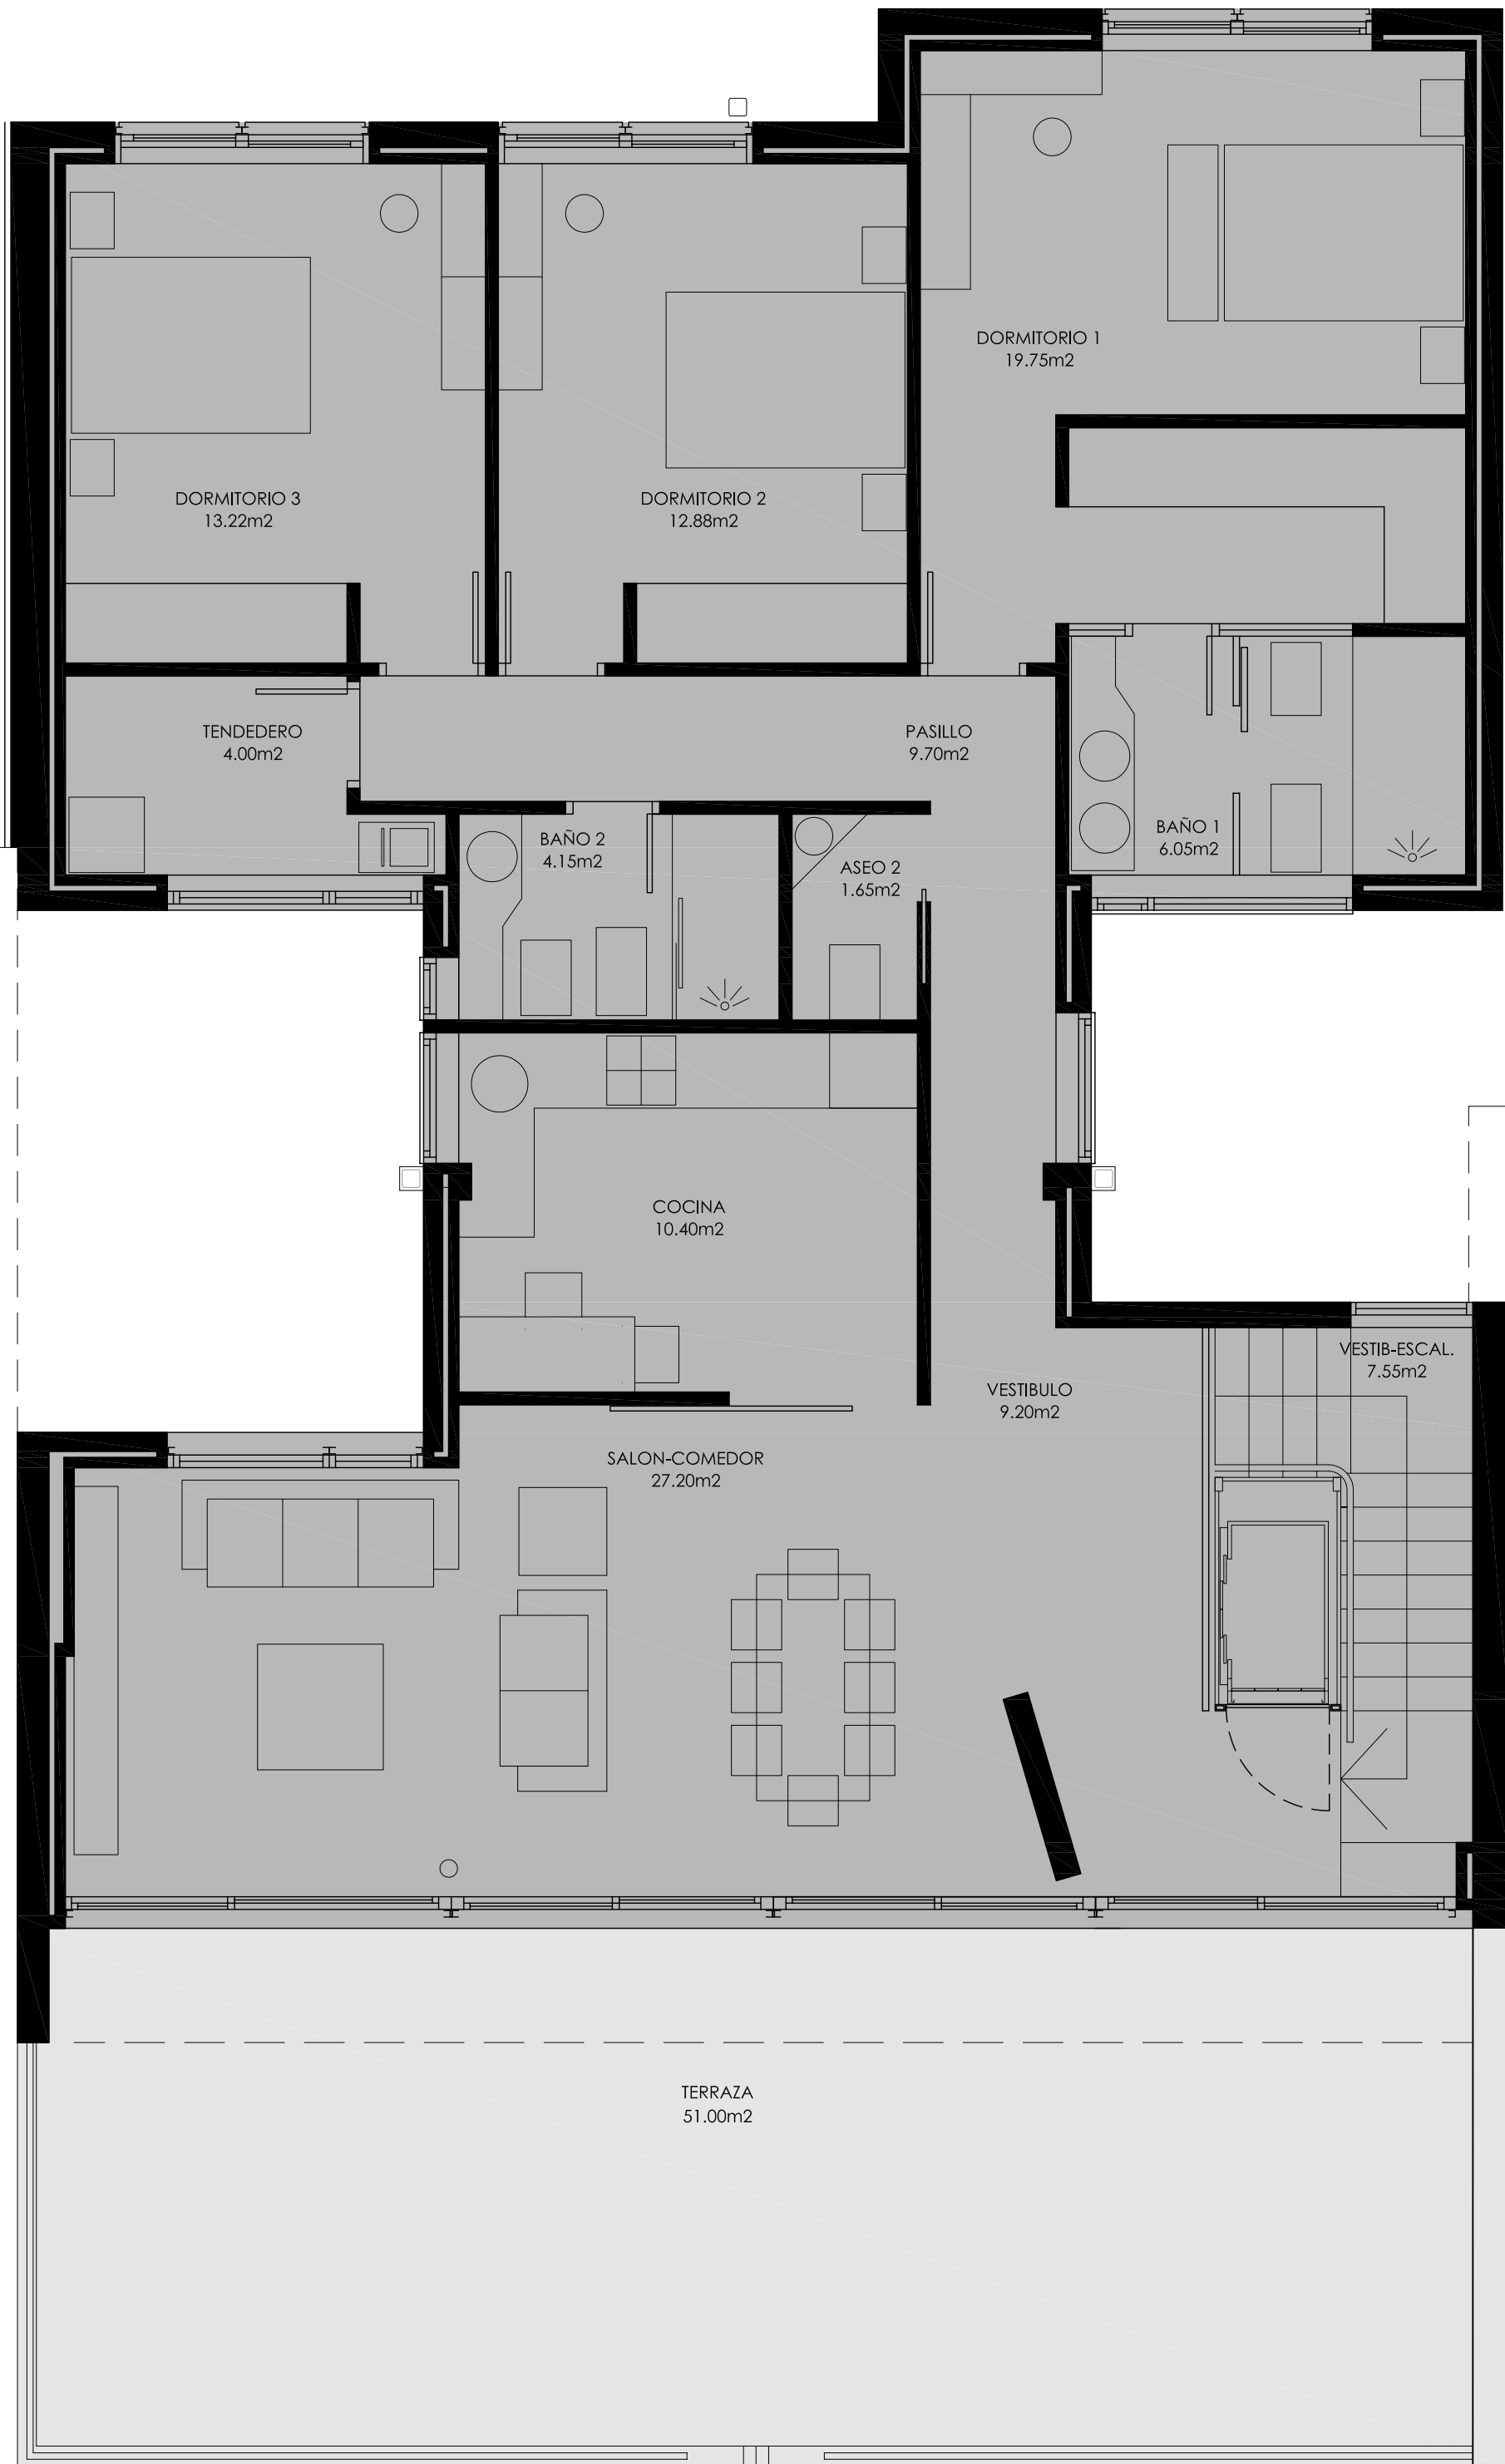 DORMITORIO 1
19.75m2
DORMITORIO 3
13.22m2
DORMITORIO 2
12.88m2
TENDEDERO
4.00m2
PASILLO
9.70m2
BAÑO 2
4.15m2
ASEO 2
1.65m2
BAÑO 1
6.05m2
COCINA
10.40m2
VESTIB-ESCAL.
7.55m2
VESTIBULO
9.20m2
SALON-COMEDOR
27.20m2
TERRAZA
51.00m2